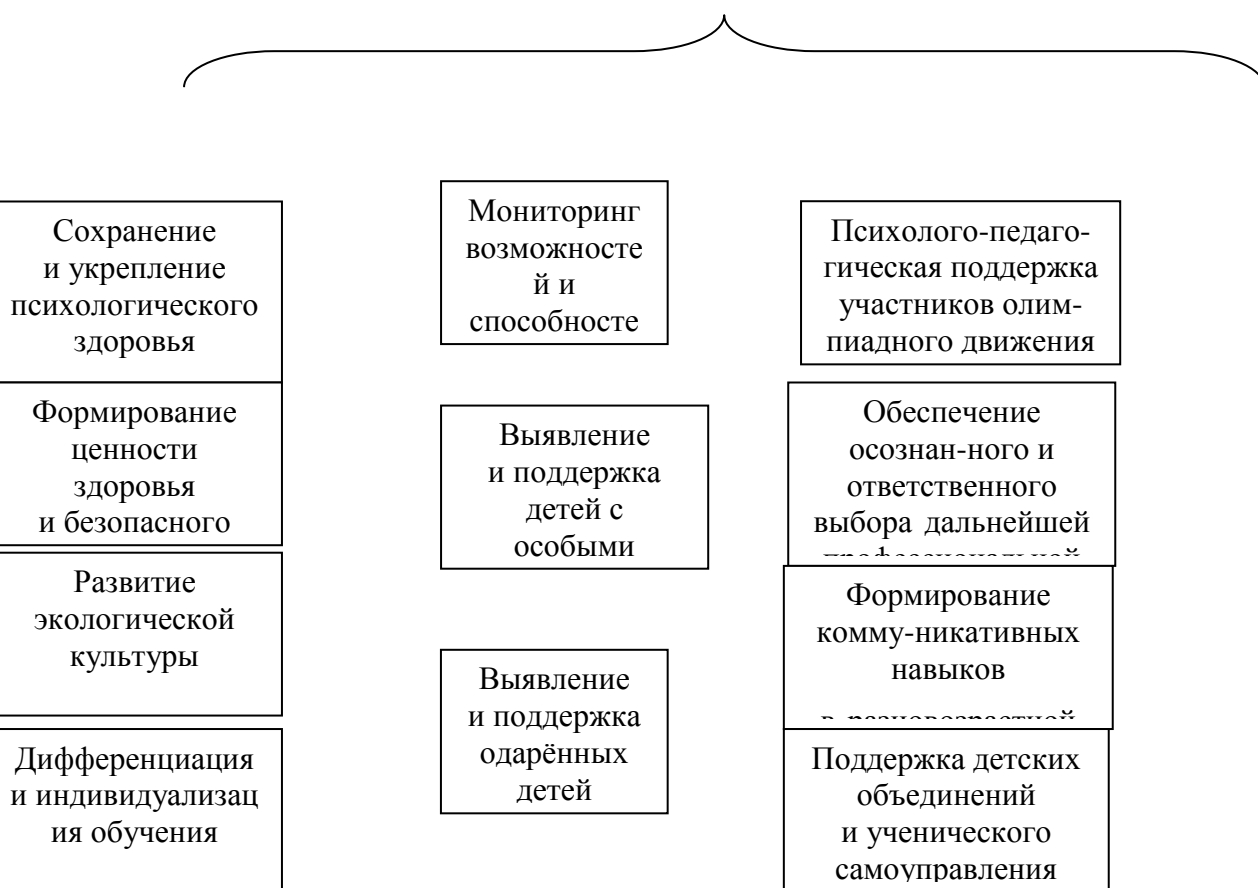 Сохранение
и укрепление
психологического
здоровья
Формирование
ценности
здоровья
и безопасного
Развитие
экологической
культуры
Дифференциация
и индивидуализац
ия обучения
Мониторинг
возможносте
й и
способносте
Выявление
и поддержка
детей с
особыми
Выявление
и поддержка
одарённых
детей
Психолого-педаго-
гическая поддержка
участников олим-
пиадного движения
Обеспечение
осознан-ного и
ответственного
выбора дальнейшей
Формирование
комму-никативных
навыков
Поддержка детских
объединений
и ученического
самоуправления